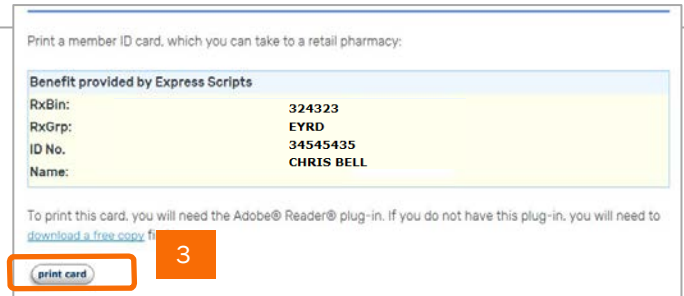 Print a member ID card, which you can take to a retail pharmacy:
Benefit provided by Express Scripts
RxBin: 324323
RxGrp: EYRD
ID No. 34545435
Name: CHRIS BELL
To print this card, you will need the Adobe® Reader® plug-in. If you do not have this plug-in, you will need to
download a free copy
3
print card